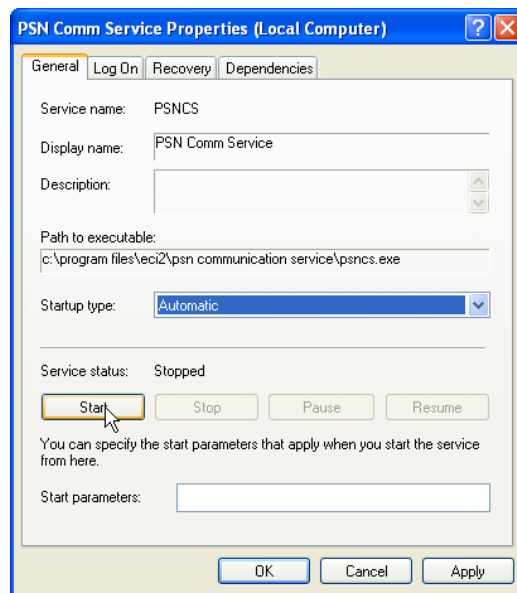 PSN Comm Service Properties (Local Computer)
General Log On Recovery Dependencies
Service name: PSNCS
Display name: PSN Comm Service
Description:
Path to executable:
c:\program files\eci2\psn communication service\psncs.exe
Startup type: Automatic
Service status: Stopped
Start Stop Pause Resume
You can specify the start parameters that apply when you start the service
from here.
Start parameters:
OK Cancel Apply